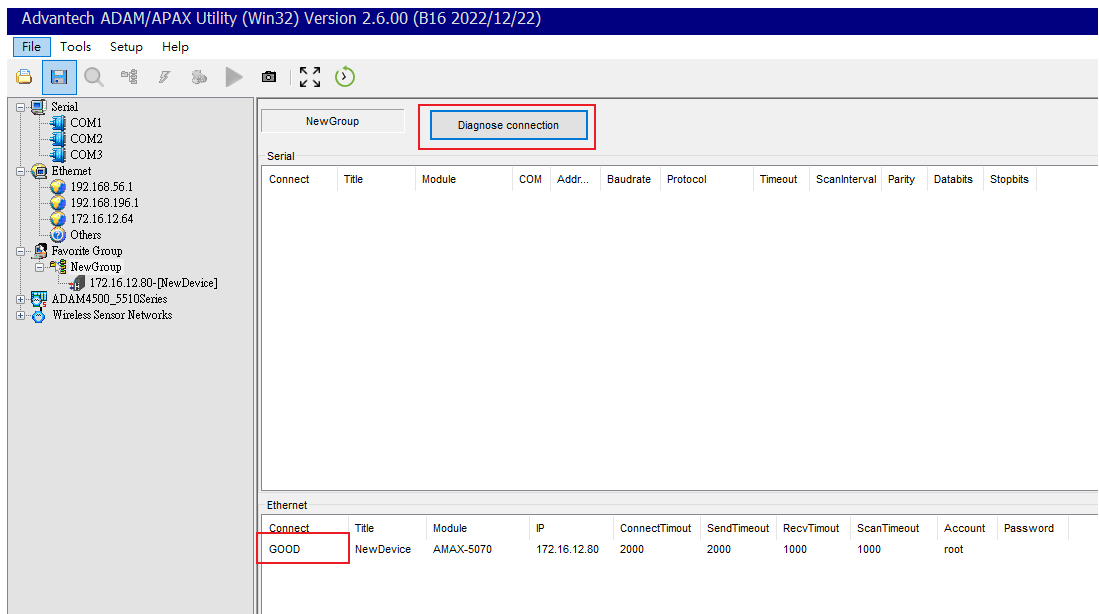 Advantech ADAM/APAX Utility (Win32) Version 2.6.00 (B16 2022/12/22)
File Tools Setup Help
Serial
COM1
COM2
COM3
Ethernet
192.168.56.1
192.168.196.1
172.16.12.64
Others
Favorite Group
NewGroup
172.16.12.80-[NewDevice]
ADAM4500_5510Series
Wireless Sensor Networks
NewGroup Diagnose connection
Serial
Connect Title Module COM Addr... Baudrate Protocol Timeout ScanInterval Parity Databits Stopbits
Ethernet
Connect Title Module IP ConnectTimout SendTimeout RecvTimout ScanTimeout Account Password
GOOD NewDevice AMAX-5070 172.16.12.80 2000 2000 1000 1000 root